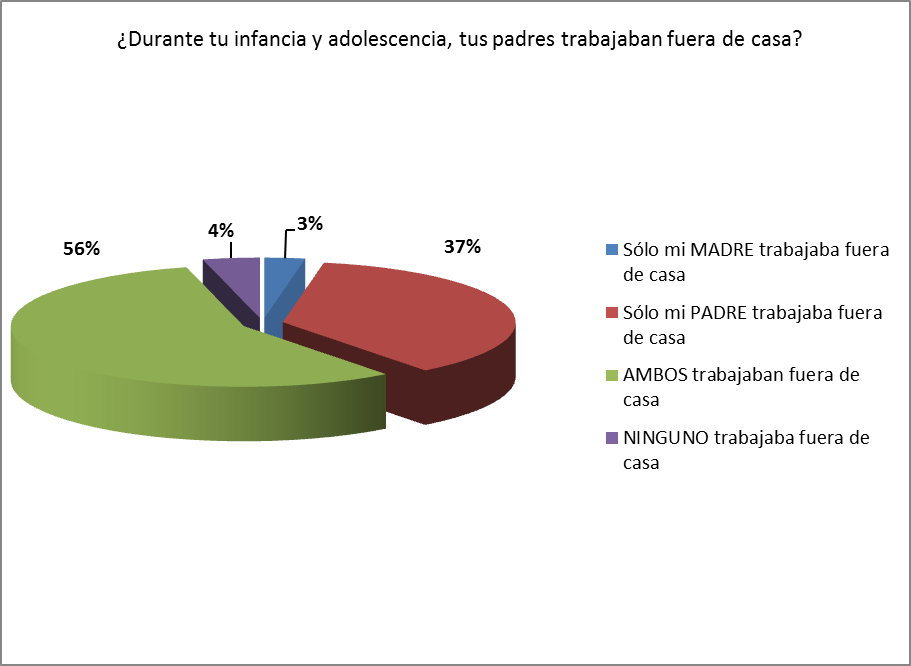 ¿Durante tu infancia y adolescencia, tus padres trabajaban fuera de casa?
3%
4%
37%
56%
Sólo mi MADRE trabajaba fuera
de casa
Sólo mi PADRE trabajaba fuera
de casa
AMBOS trabajaban fuera de
casa
NINGUNO trabajaba fuera de
casa